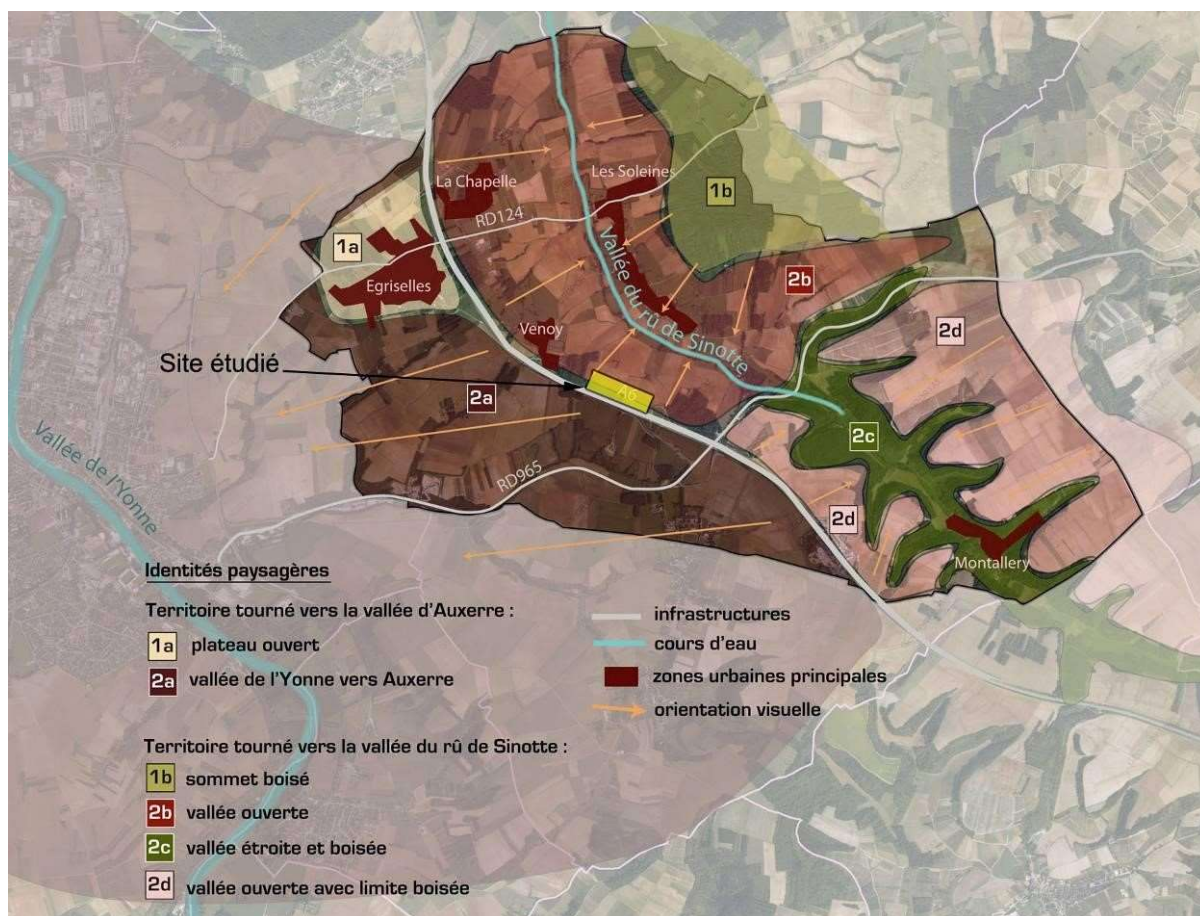 La Chapelle
Les Soleines
1b
RD124
1a
Egriselles
Vallée du rû de Sinotte
2b
2d
Venoy
Site étudié
A6
2a
2c
Vallée de l'Yonne
RD965
2d
Montallery
Identités paysagères
Territoire tourné vers la vallée d'Auxerre :
1a plateau ouvert
2a vallée de l'Yonne vers Auxerre
Territoire tourné vers la vallée du rû de Sinotte :
1b sommet boisé
2b vallée ouverte
2c vallée étroite et boisée
2d vallée ouverte avec limite boisée
infrastructures
cours d'eau
zones urbaines principales
orientation visuelle